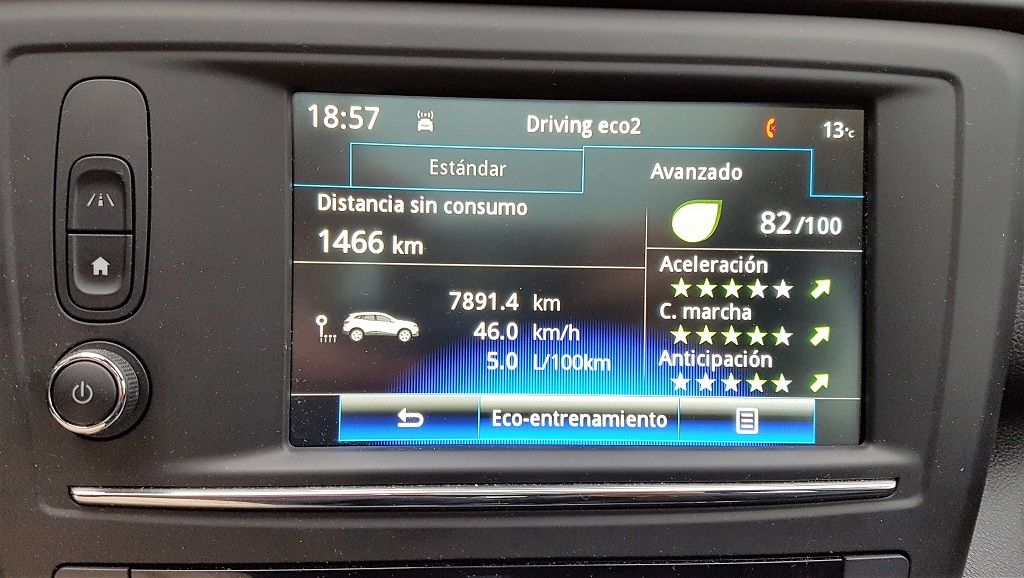 18:57
Driving eco2
13°c
Estándar
Avanzado
Distancia sin consumo
1466 km
82/100
Aceleración
C. marcha
Anticipación
7891.4 km
46.0 km/h
5.0 L/100km
Eco-entrenamiento